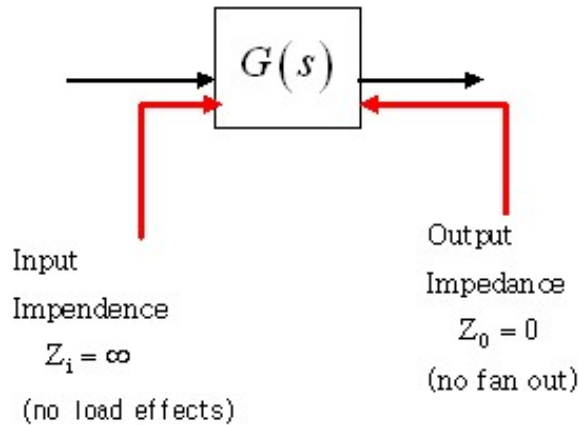 G(s)
Input
Impendence
Zi = ∞
(no load effects)
Output
Impedance
Z0 = 0
(no fan out)